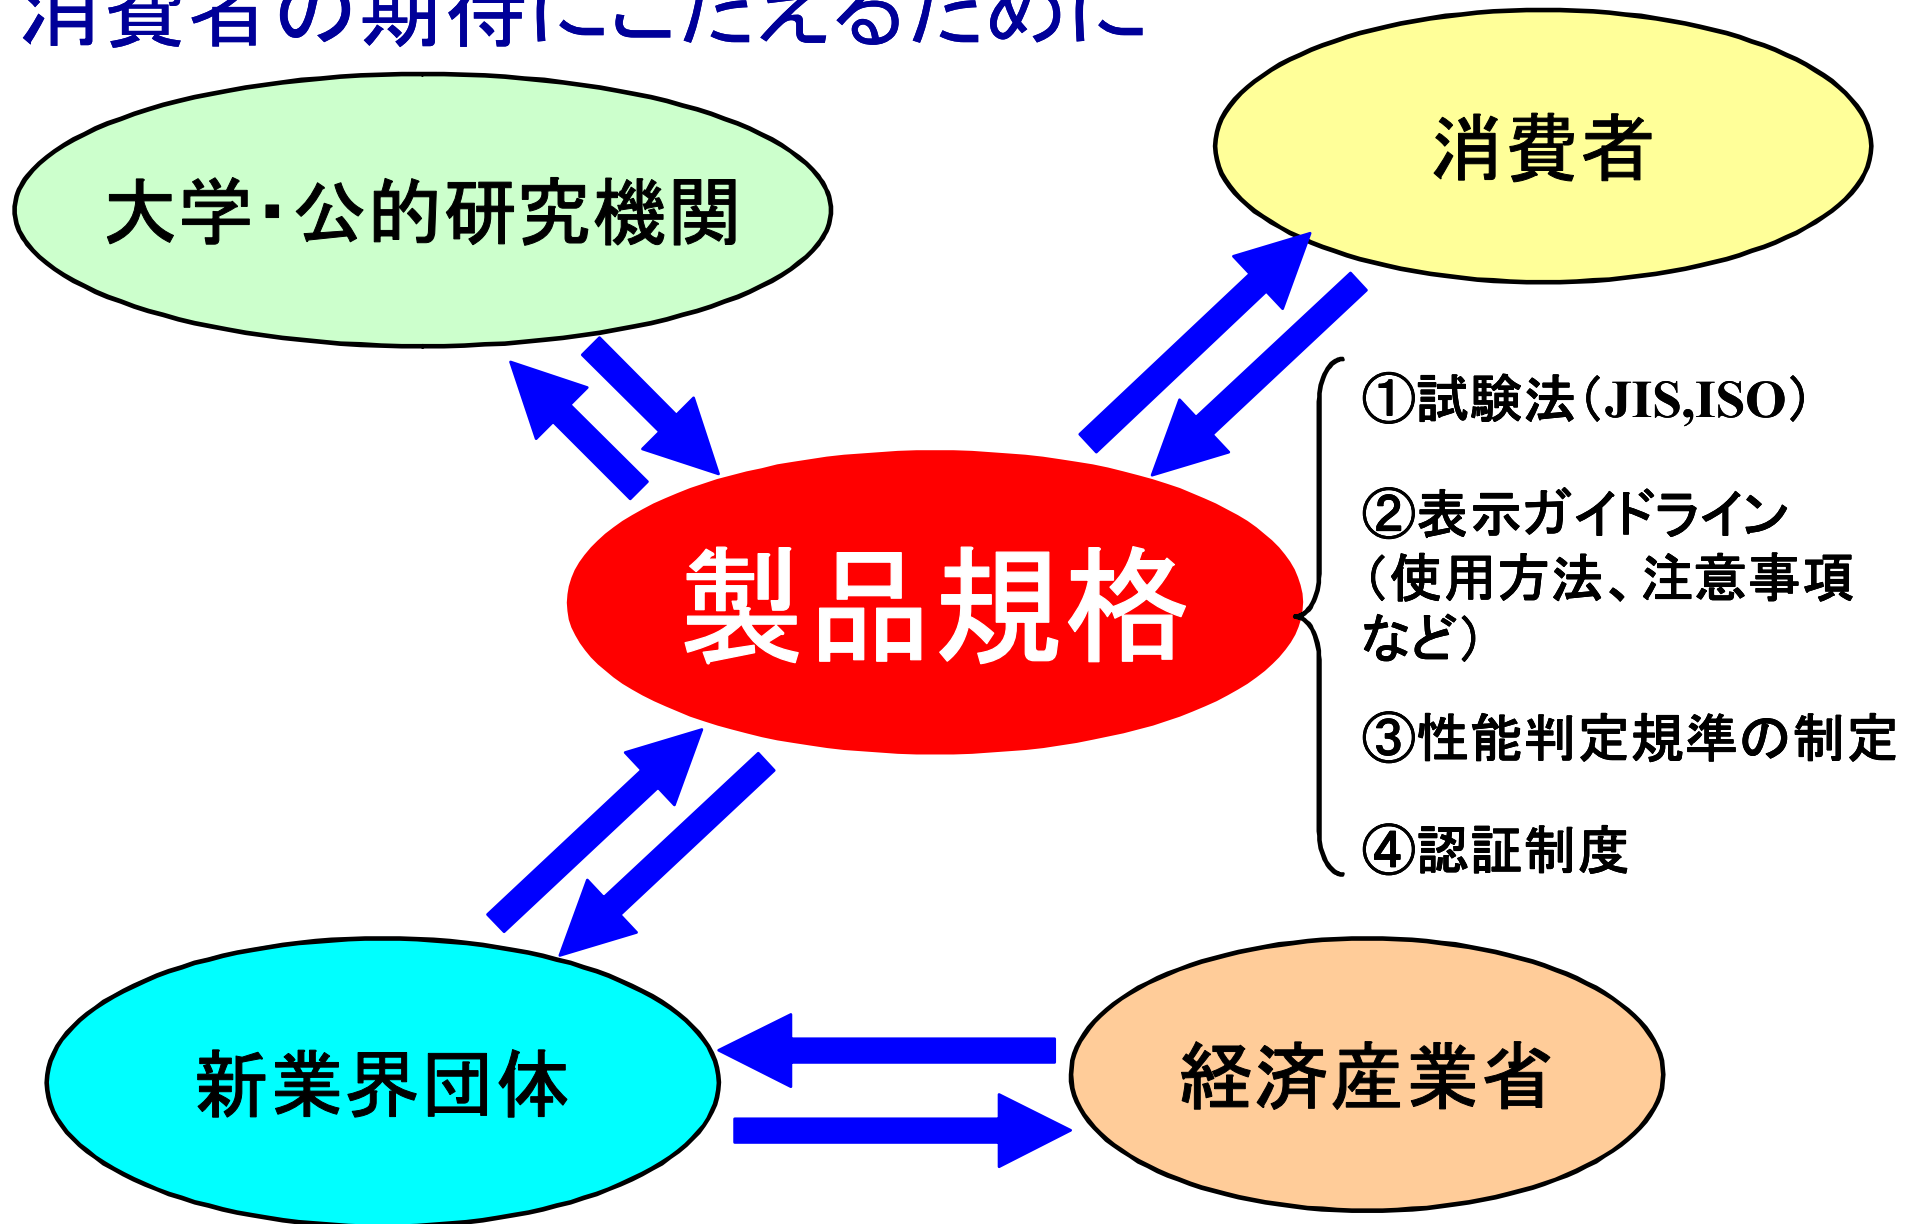 消費者の期待にこたえるために
大学・公的研究機関
消費者
①試験法(JIS,ISO)
②表示ガイドライン
(使用方法、注意事項
など)
製品規格
③性能判定規準の制定
④認証制度
新業界団体
経済産業省